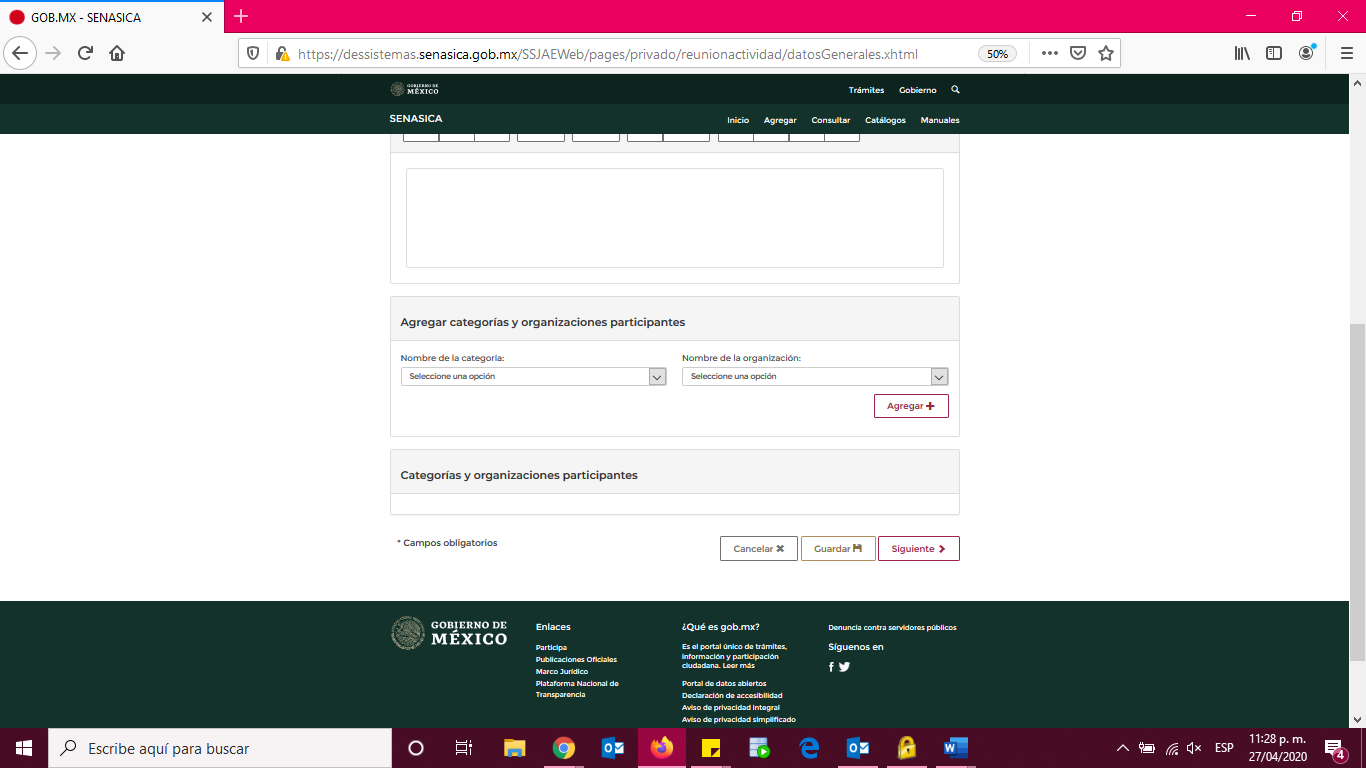 GOB.MX - SENASICA
https://dessistemas.senasica.gob.mx/SSJAEWeb/pages/privado/reunionactividad/datosGenerales.xhtml
50%
GOBIERNO DE
MÉXICO
Trámites
Gobierno
SENASICA
Inicio
Agregar
Consultar
Catálogos
Manuales
Agregar categorías y organizaciones participantes
Nombre de la categoría:
Nombre de la organización:
Seleccione una opción
Seleccione una opción
Agregar
Categorías y organizaciones participantes
* Campos obligatorios
Cancelar
Guardar
Siguiente
GOBIERNO DE
MÉXICO
Enlaces
Participa
Publicaciones Oficiales
Marco Jurídico
Plataforma Nacional de
Transparencia
¿Qué es gob.mx?
Es el portal único de trámites,
información y participación
ciudadana. Leer más
Portal de datos abiertos
Declaración de accesibilidad
Aviso de privacidad integral
Aviso de privacidad simplificado
Denuncia contra servidores públicos
Síguenos en
Escribe aquí para buscar
ESP
11:28 p. m.
27/04/2020
4